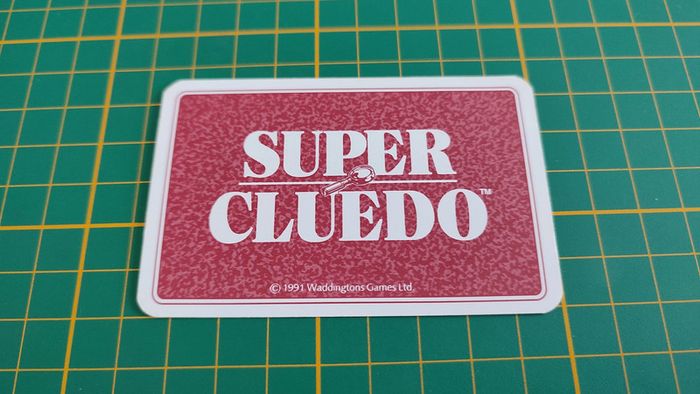 SUPER
CLUEDO™
© 1991 Waddingtons Games Ltd.